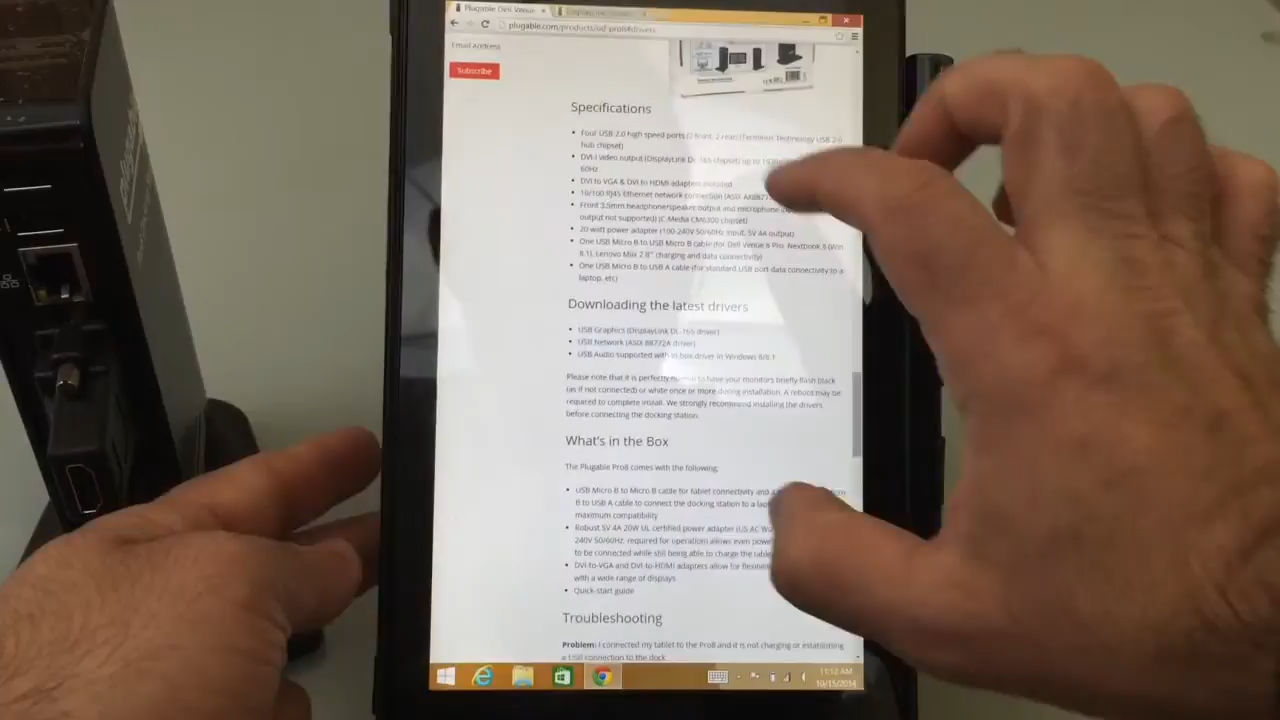 Plugable Dell Venue
plugable.com/products/ud-pro8#drivers
Email address
Subscribe
Specifications
Four USB 2.0 high speed ports (2 front, 2 rear) (Terminus Technology USB 2.0
hub chipset)
DVI-I video output (DisplayLink DL-165 chipset) up to
60Hz
DVI to VGA & DVI to HDMI adapters included
10/100 RJ45 Ethernet network connection (ASIX
Front 3.5mm headphone/speaker output and microphone
output not supported) (C-Media CM6300 chipset)
20 watt power adapter (100-240V 50/60Hz input, 5V 4A output)
One USB Micro B to USB Micro B cable (for Dell Venue 8 Pro, Nextbook 8 (Win
8.1), Lenovo Miix 2 8" charging and data connectivity)
One USB Micro B to USB A cable (for standard USB port data connectivity to a
laptop, etc)
Downloading the latest drivers
USB Graphics (DisplayLink DL-165 driver)
USB Network (ASIX 88772A driver)
USB Audio supported with in box driver in Windows 8/8.1
Please note that it is perfectly normal to have your monitors briefly flash black
(as if not connected) or white once or more during installation. A reboot may be
required to complete install. We strongly recommend installing the drivers
before connecting the docking station.
What's in the Box
The Plugable Pro8 comes with the following:
USB Micro B to Micro B cable for tablet connectivity and a
B to USB A cable to connect the docking station to a
maximum compatibility
Robust 5V 4A 20W UL certified power adapter (US AC
240V 50/60Hz, required for operation) allows even
to be connected while still being able to charge the
DVI-to-VGA and DVI-to-HDMI adapters allow for
with a wide range of displays
Quick-start guide
Troubleshooting
Problem: I connected my tablet to the Pro8 and it is not charging or establishing
a USB connection to the dock
11:12 AM
10/15/2014